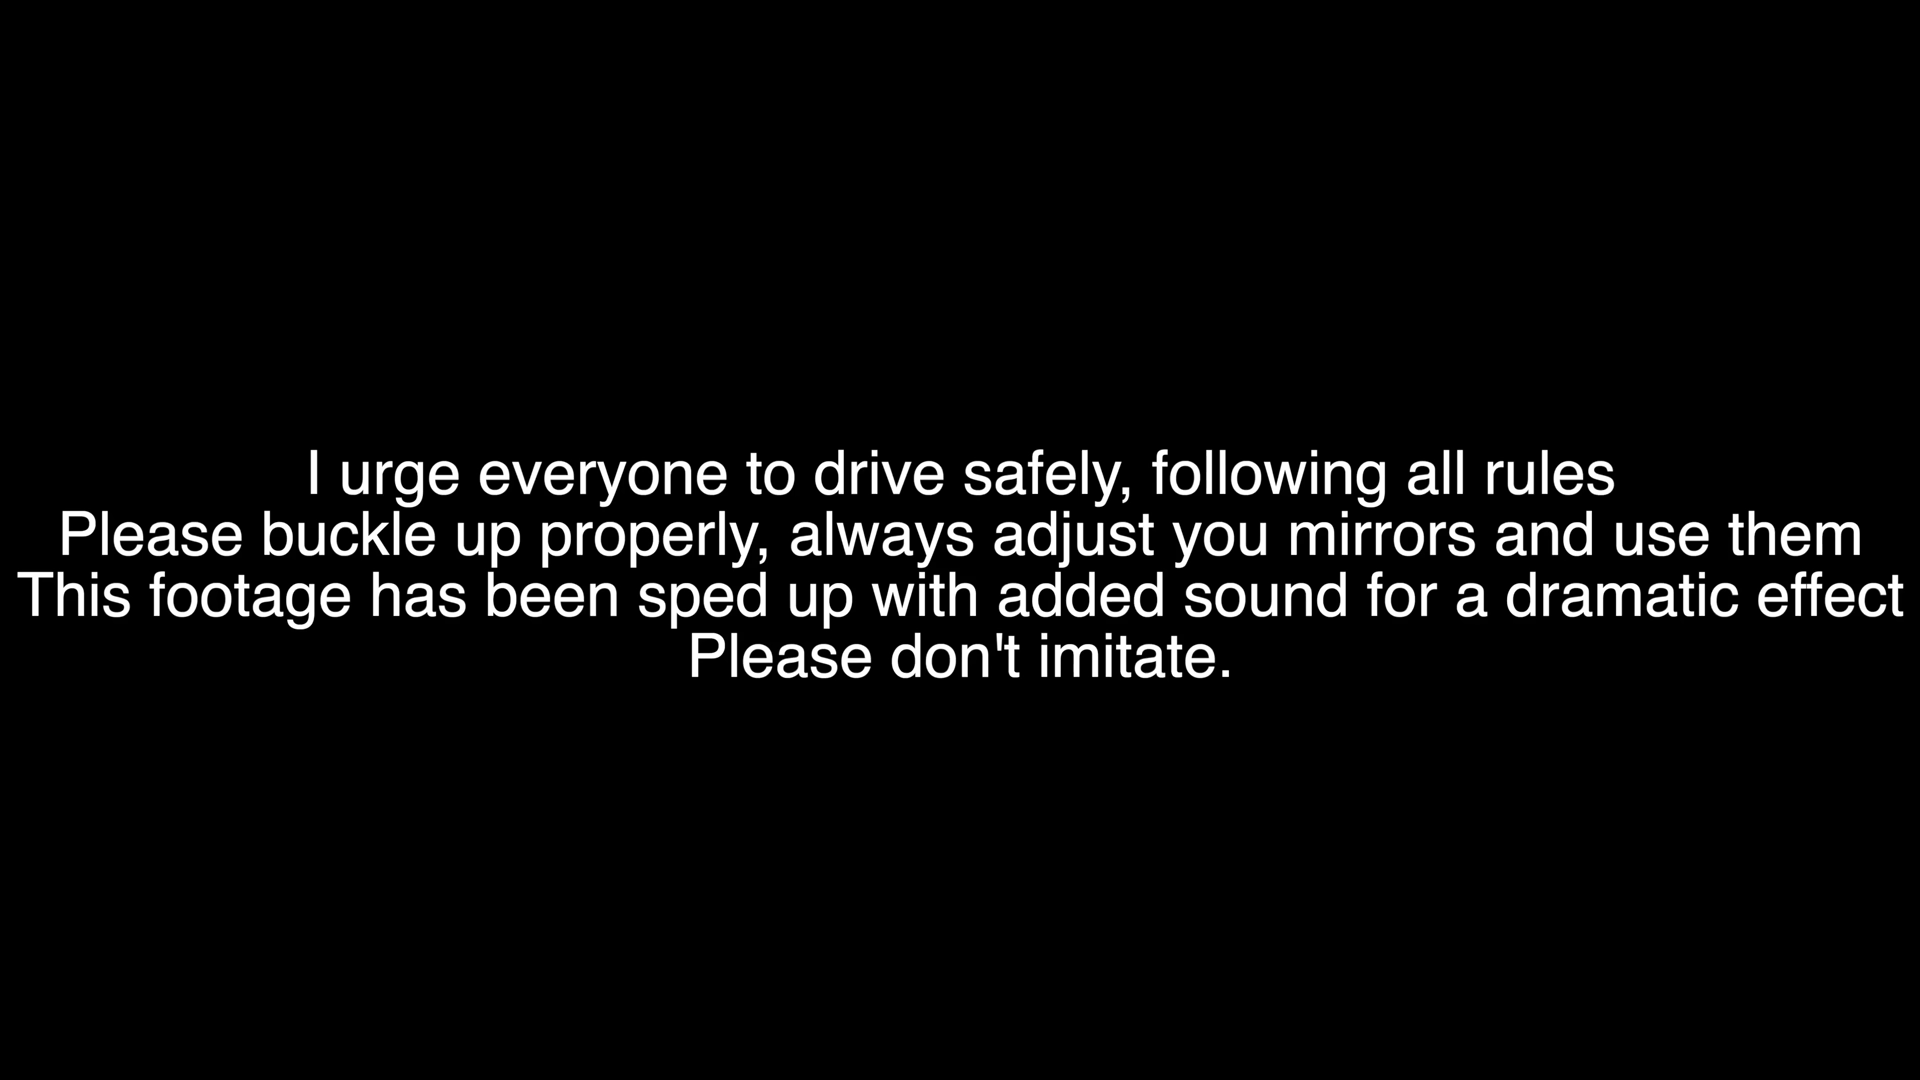 I urge everyone to drive safely, following all rules
Please buckle up properly, always adjust you mirrors and use them
This footage has been sped up with added sound for a dramatic effect
Please don't imitate.